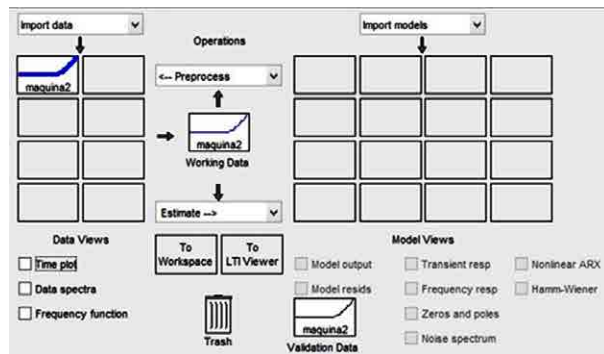 Import data
Import models
Operations
maquina2
<-- Preprocess
maquina2
Working Data
Estimate -->
Data Views
To Workspace
To LTI Viewer
Model Views
Time plot
Data spectra
Frequency function
Model output
Transient resp
Nonlinear ARX
Model resids
Frequency resp
Hamm-Wiener
Zeros and poles
Noise spectrum
Trash
maquina2
Validation Data